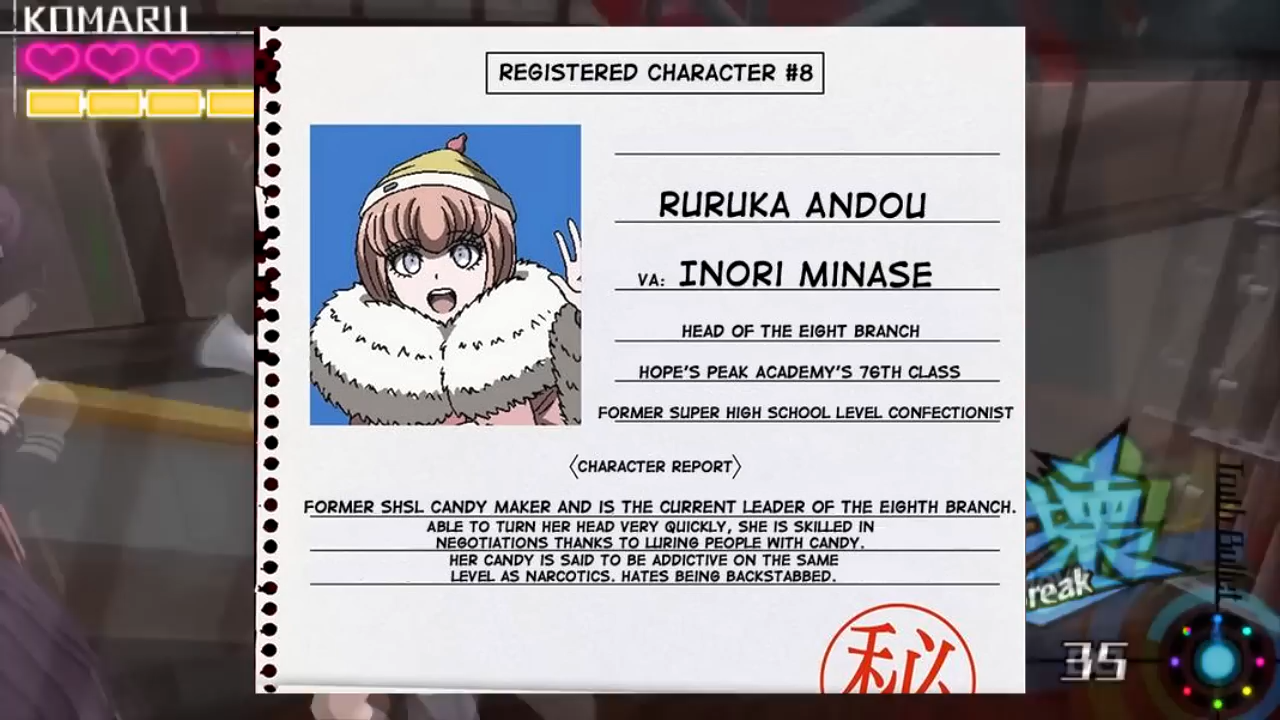 KOMARU
REGISTERED CHARACTER #8
RURUKA ANDOU
VA: INORI MINASE
HEAD OF THE EIGHT BRANCH
HOPE'S PEAK ACADEMY'S 76TH CLASS
FORMER SUPER HIGH SCHOOL LEVEL CONFECTIONIST
〈CHARACTER REPORT〉
FORMER SHSL CANDY MAKER AND IS THE CURRENT LEADER OF THE EIGHTH BRANCH.
ABLE TO TURN HER HEAD VERY QUICKLY, SHE IS SKILLED IN
NEGOTIATIONS THANKS TO LURING PEOPLE WITH CANDY.
HER CANDY IS SAID TO BE ADDICTIVE ON THE SAME
LEVEL AS NARCOTICS. HATES BEING BACKSTABBED.
秘
壊
reak
Truth Bullet
35